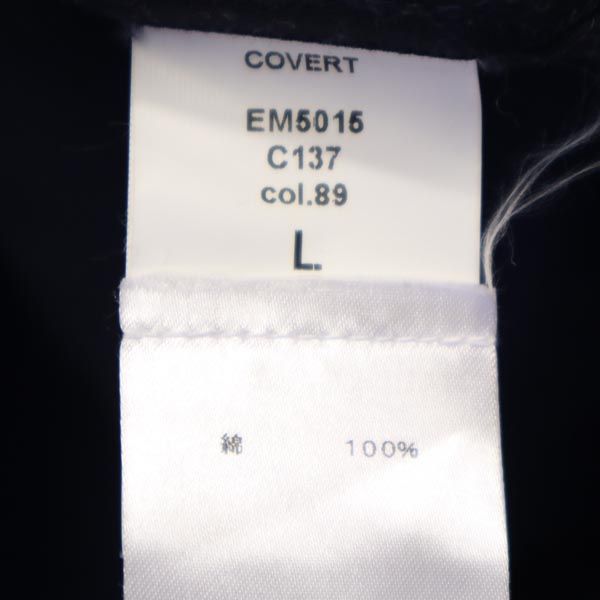 COVERT
EM5015
C137
col.89
L
綿 100%